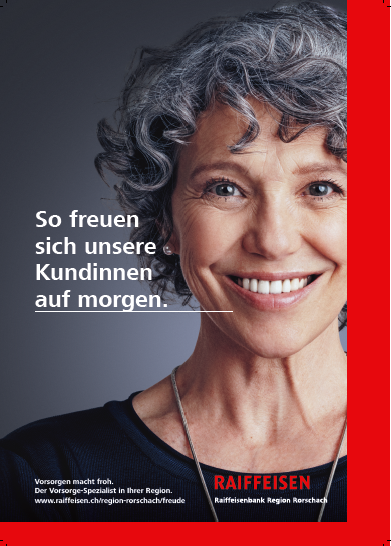 So freuen
sich unsere
Kundinnen
auf morgen.
Vorsorgen macht froh.
Der Vorsorge-Spezialist in Ihrer Region.
www.raiffeisen.ch/region-rorschach/freude
RAIFFEISEN
Raiffeisenbank Region Rorschach